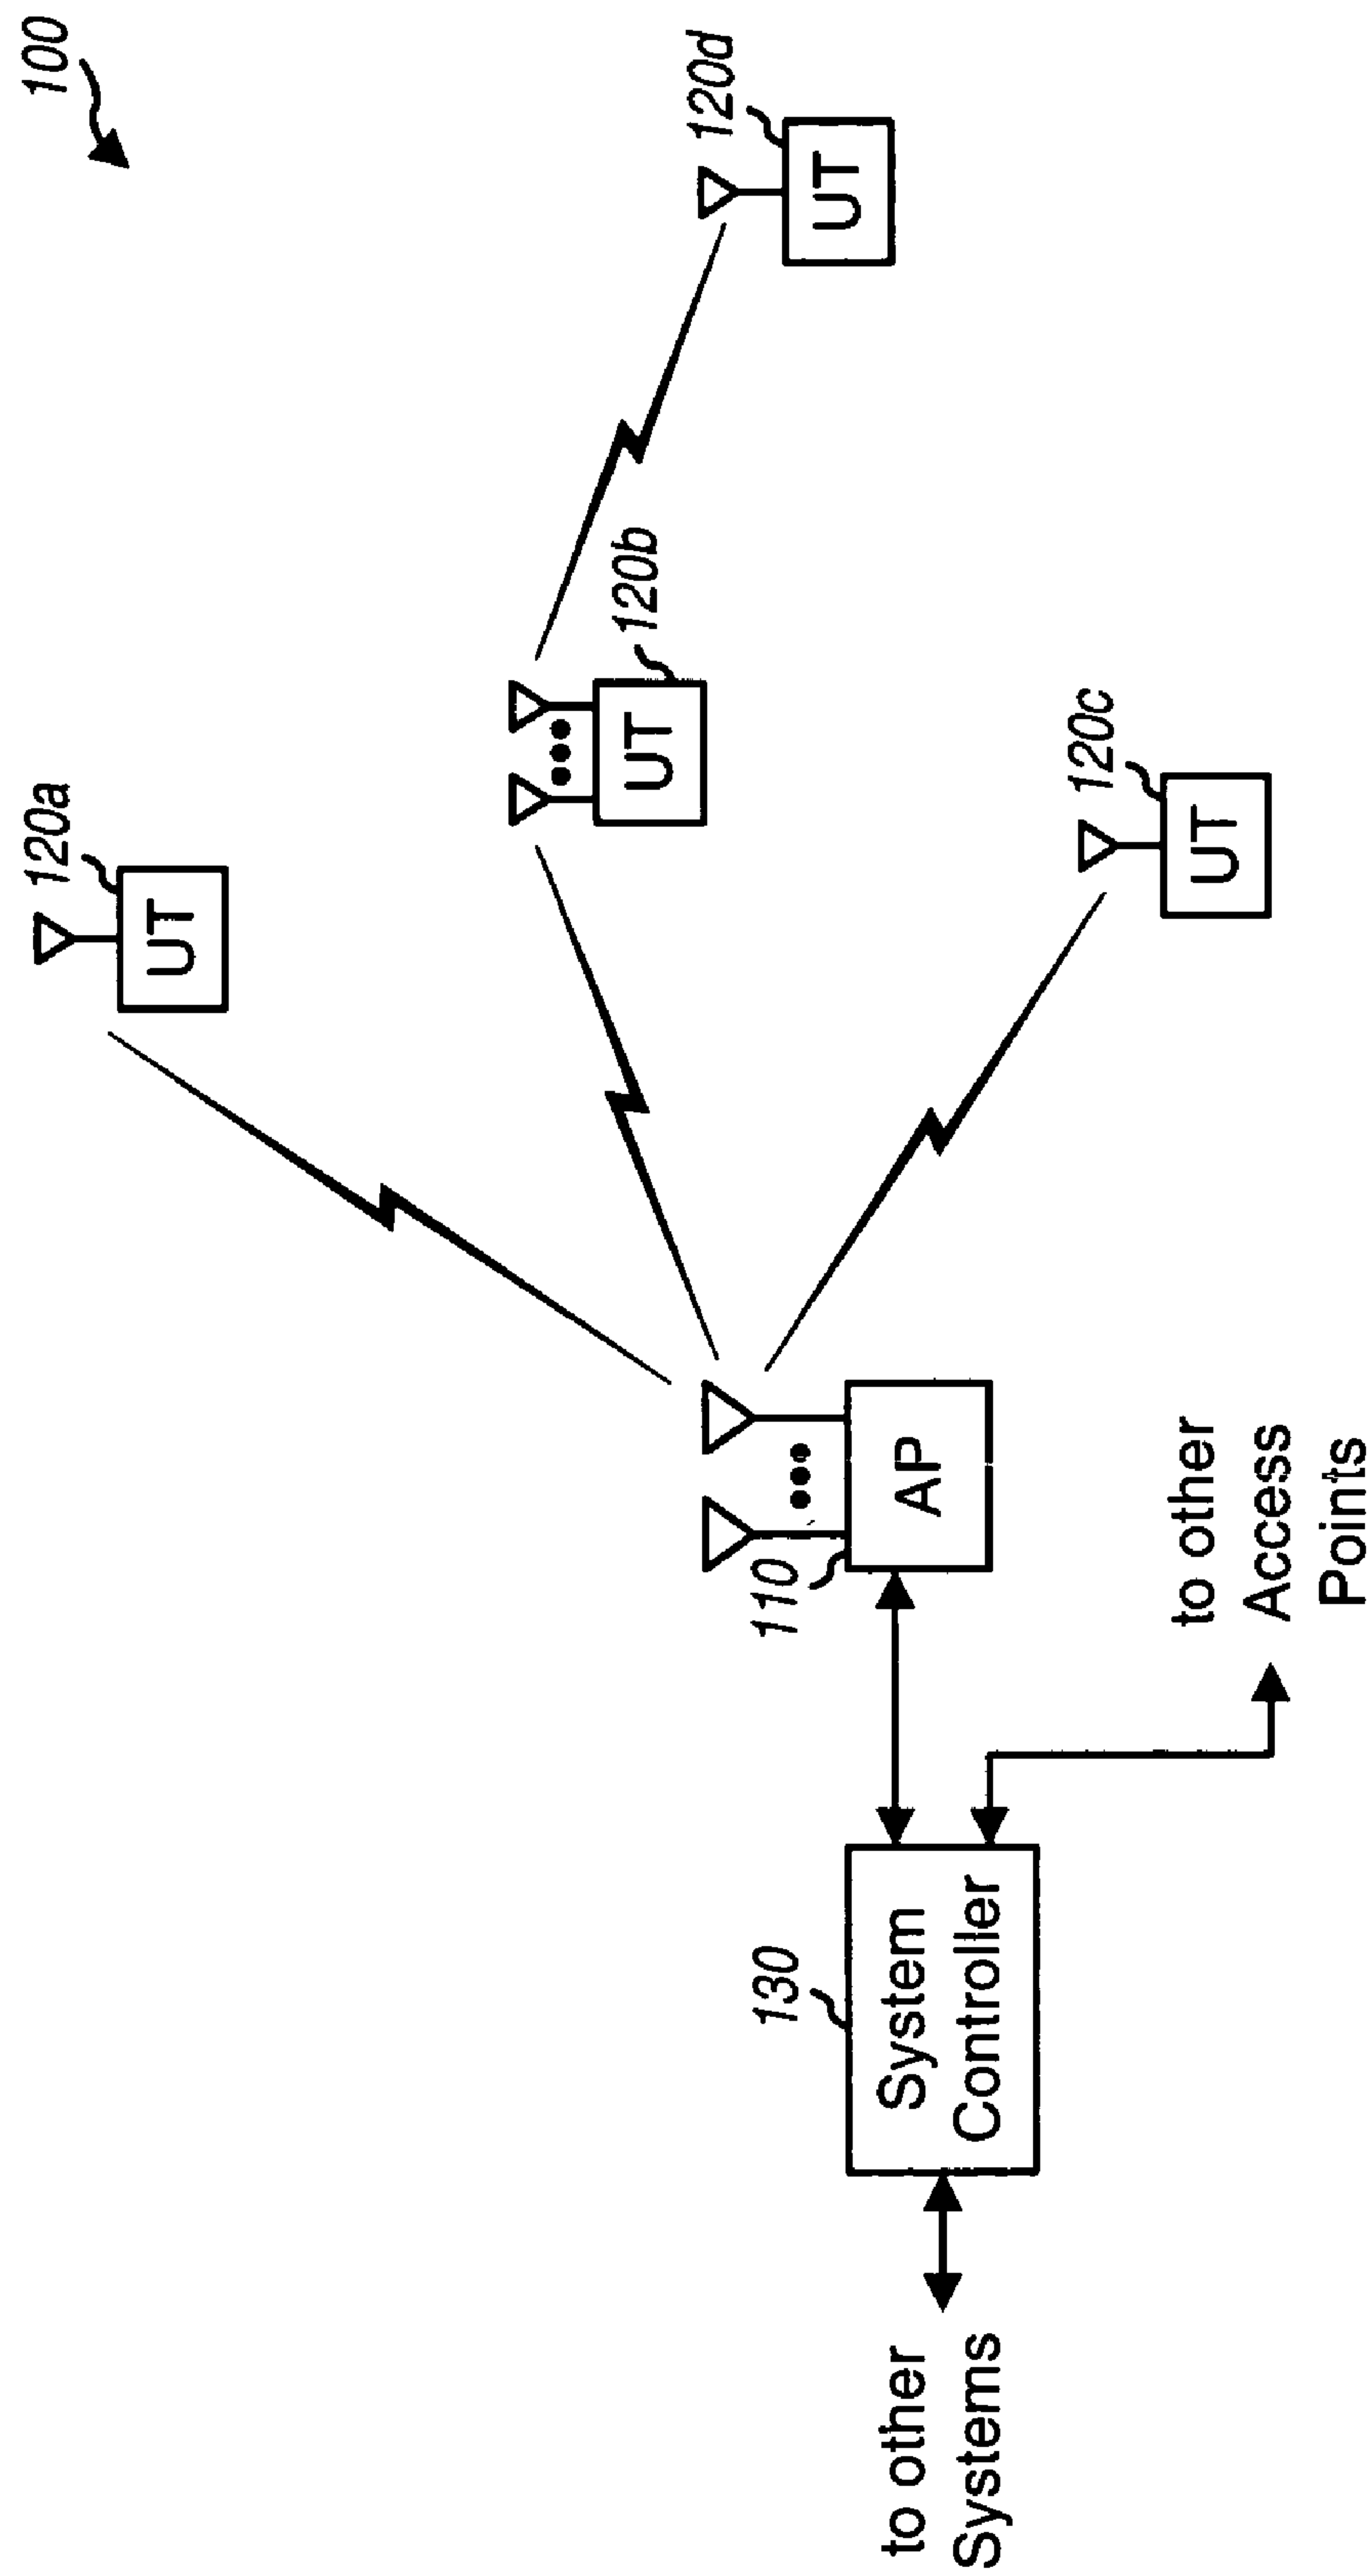 100
120a
UT
120b
UT
120d
UT
120c
UT
110
AP
130
System
Controller
to other
Systems
to other
Access
Points